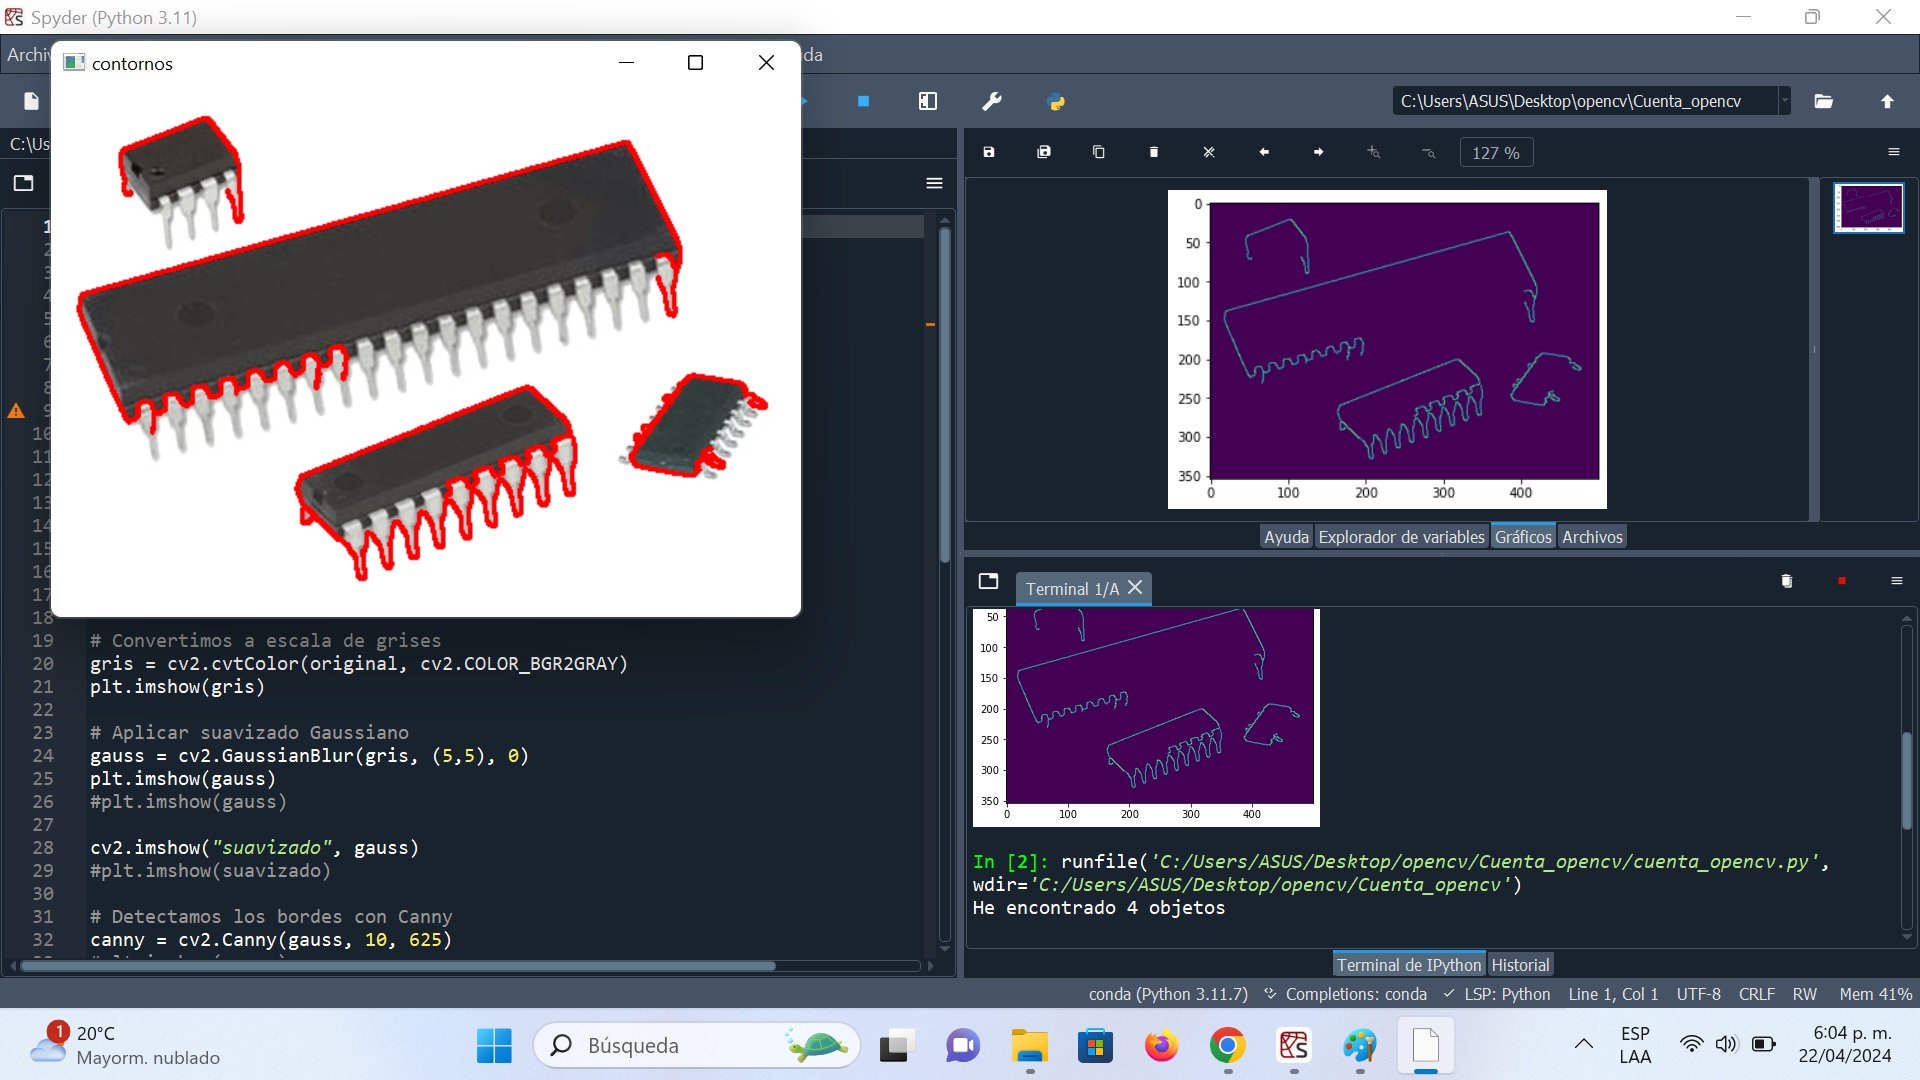 Spyder (Python 3.11)
Archiv
da
contornos
C:\Users\ASUS\Desktop\opencv\Cuenta_opencv
C:\Us
127 %
1
2
3
4
5
6
7
8
9
10
11
12
13
14
15
16
17
18
19 # Convertimos a escala de grises
20 gris = cv2.cvtColor(original, cv2.COLOR_BGR2GRAY)
21 plt.imshow(gris)
22
23 # Aplicar suavizado Gaussiano
24 gauss = cv2.GaussianBlur(gris, (5,5), 0)
25 plt.imshow(gauss)
26 #plt.imshow(gauss)
27
28 cv2.imshow("suavizado", gauss)
29 #plt.imshow(suavizado)
30
31 # Detectamos los bordes con Canny
32 canny = cv2.Canny(gauss, 10, 625)
0
50
100
150
200
250
300
350
0 100 200 300 400
Ayuda Explorador de variables Gráficos Archivos
Terminal 1/A
50
100
150
200
250
300
350
0 100 200 300 400
In [2]: runfile('C:/Users/ASUS/Desktop/opencv/Cuenta_opencv/cuenta_opencv.py',
wdir='C:/Users/ASUS/Desktop/opencv/Cuenta_opencv')
He encontrado 4 objetos
Terminal de IPython Historial
conda (Python 3.11.7) Completions: conda LSP: Python Line 1, Col 1 UTF-8 CRLF RW Mem 41%
1
20°C
Mayorm. nublado
Búsqueda
ESP
LAA
6:04 p. m.
22/04/2024